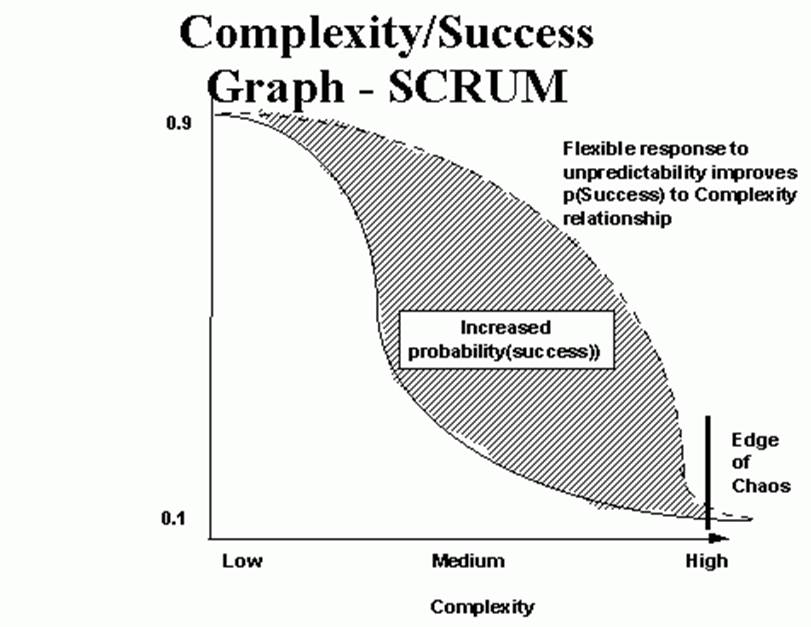 Complexity/Success
Graph - SCRUM
0.9
Flexible response to
unpredictability improves
p(Success) to Complexity
relationship
Increased
probability(success))
Edge
of
Chaos
0.1
Low
Medium
High
Complexity